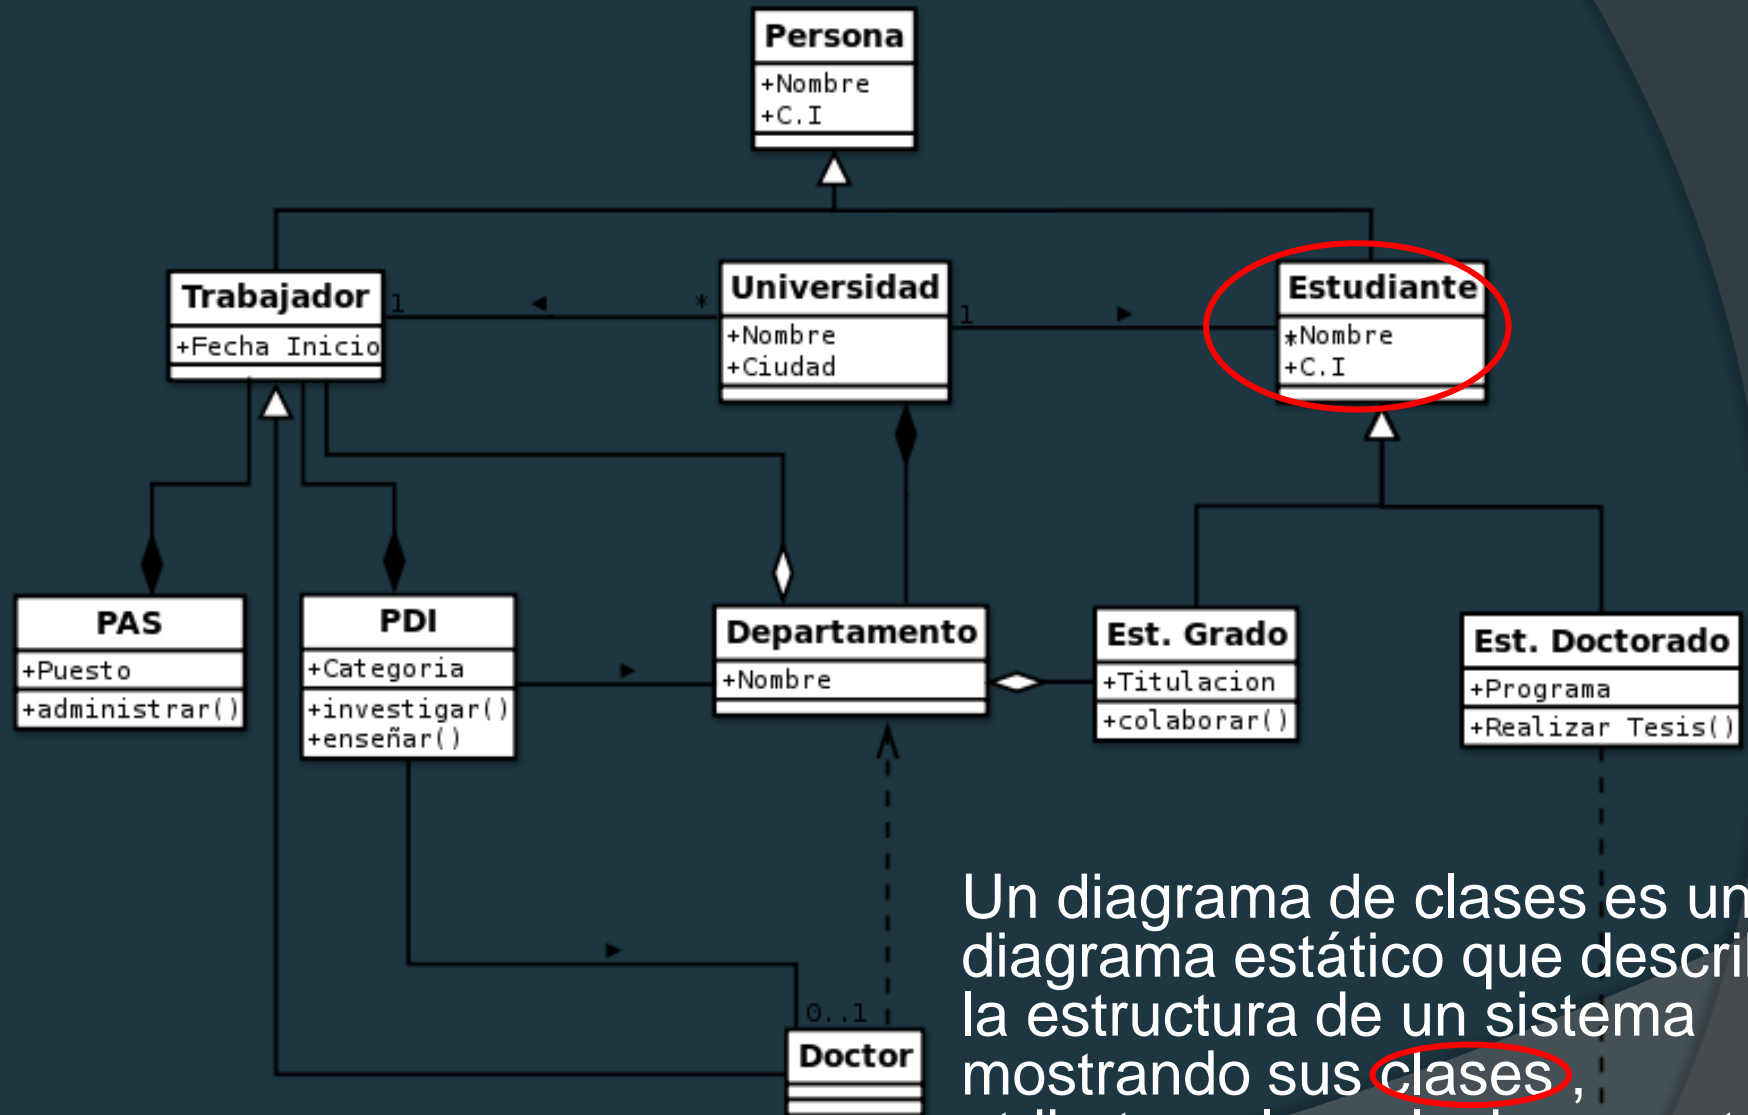 Persona
+Nombre
+C.I
Trabajador
+Fecha Inicio
1
*
Universidad
+Nombre
+Ciudad
1
Estudiante
*
+Nombre
+C.I
PAS
+Puesto
+administrar()
PDI
+Categoria
+investigar()
+enseñar()
Departamento
+Nombre
Est. Grado
+Titulacion
+colaborar()
Est. Doctorado
+Programa
+Realizar Tesis()
0..1
Doctor
Un diagrama de clases es un
diagrama estático que descri
la estructura de un sistema
mostrando sus clases ,